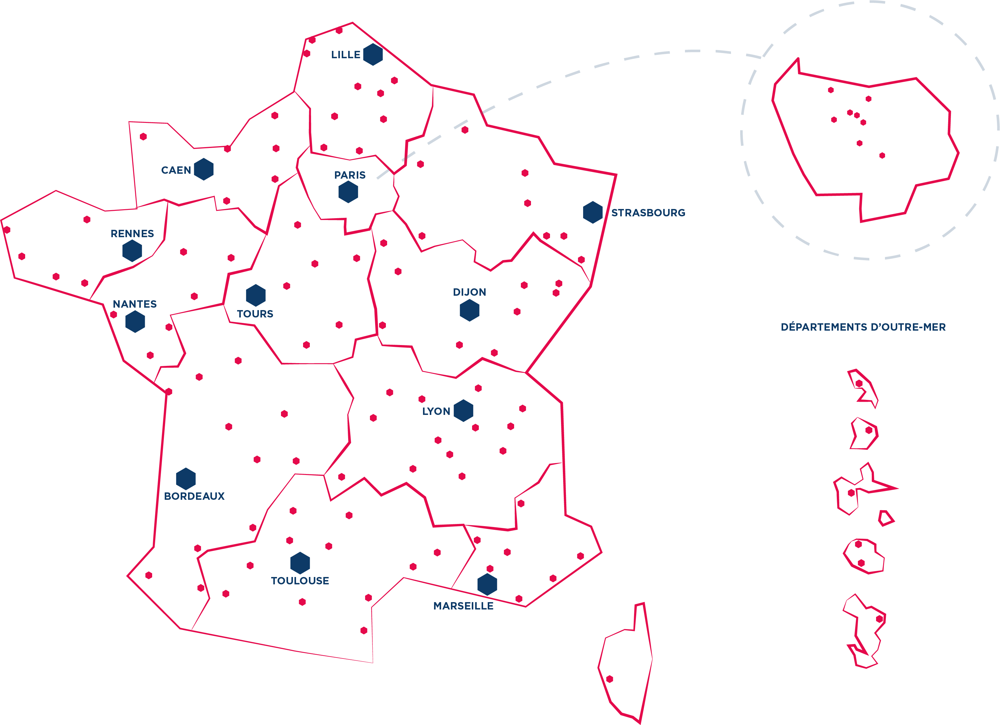 LILLE
CAEN
PARIS
STRASBOURG
RENNES
DIJON
NANTES
TOURS
DÉPARTEMENTS D’OUTRE-MER
LYON
BORDEAUX
TOULOUSE
MARSEILLE